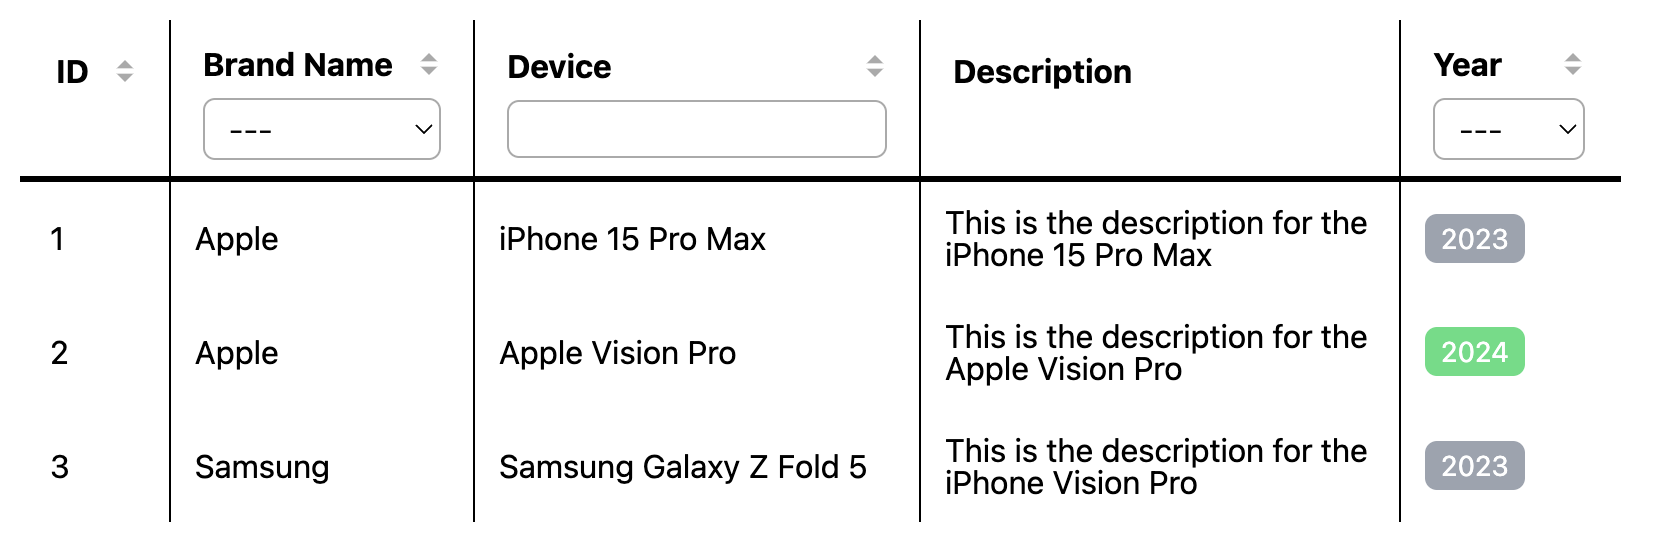 ID Brand Name Device Description Year
--- ---
1 Apple iPhone 15 Pro Max This is the description for the
iPhone 15 Pro Max 2023
2 Apple Apple Vision Pro This is the description for the
Apple Vision Pro 2024
3 Samsung Samsung Galaxy Z Fold 5 This is the description for the
iPhone Vision Pro 2023